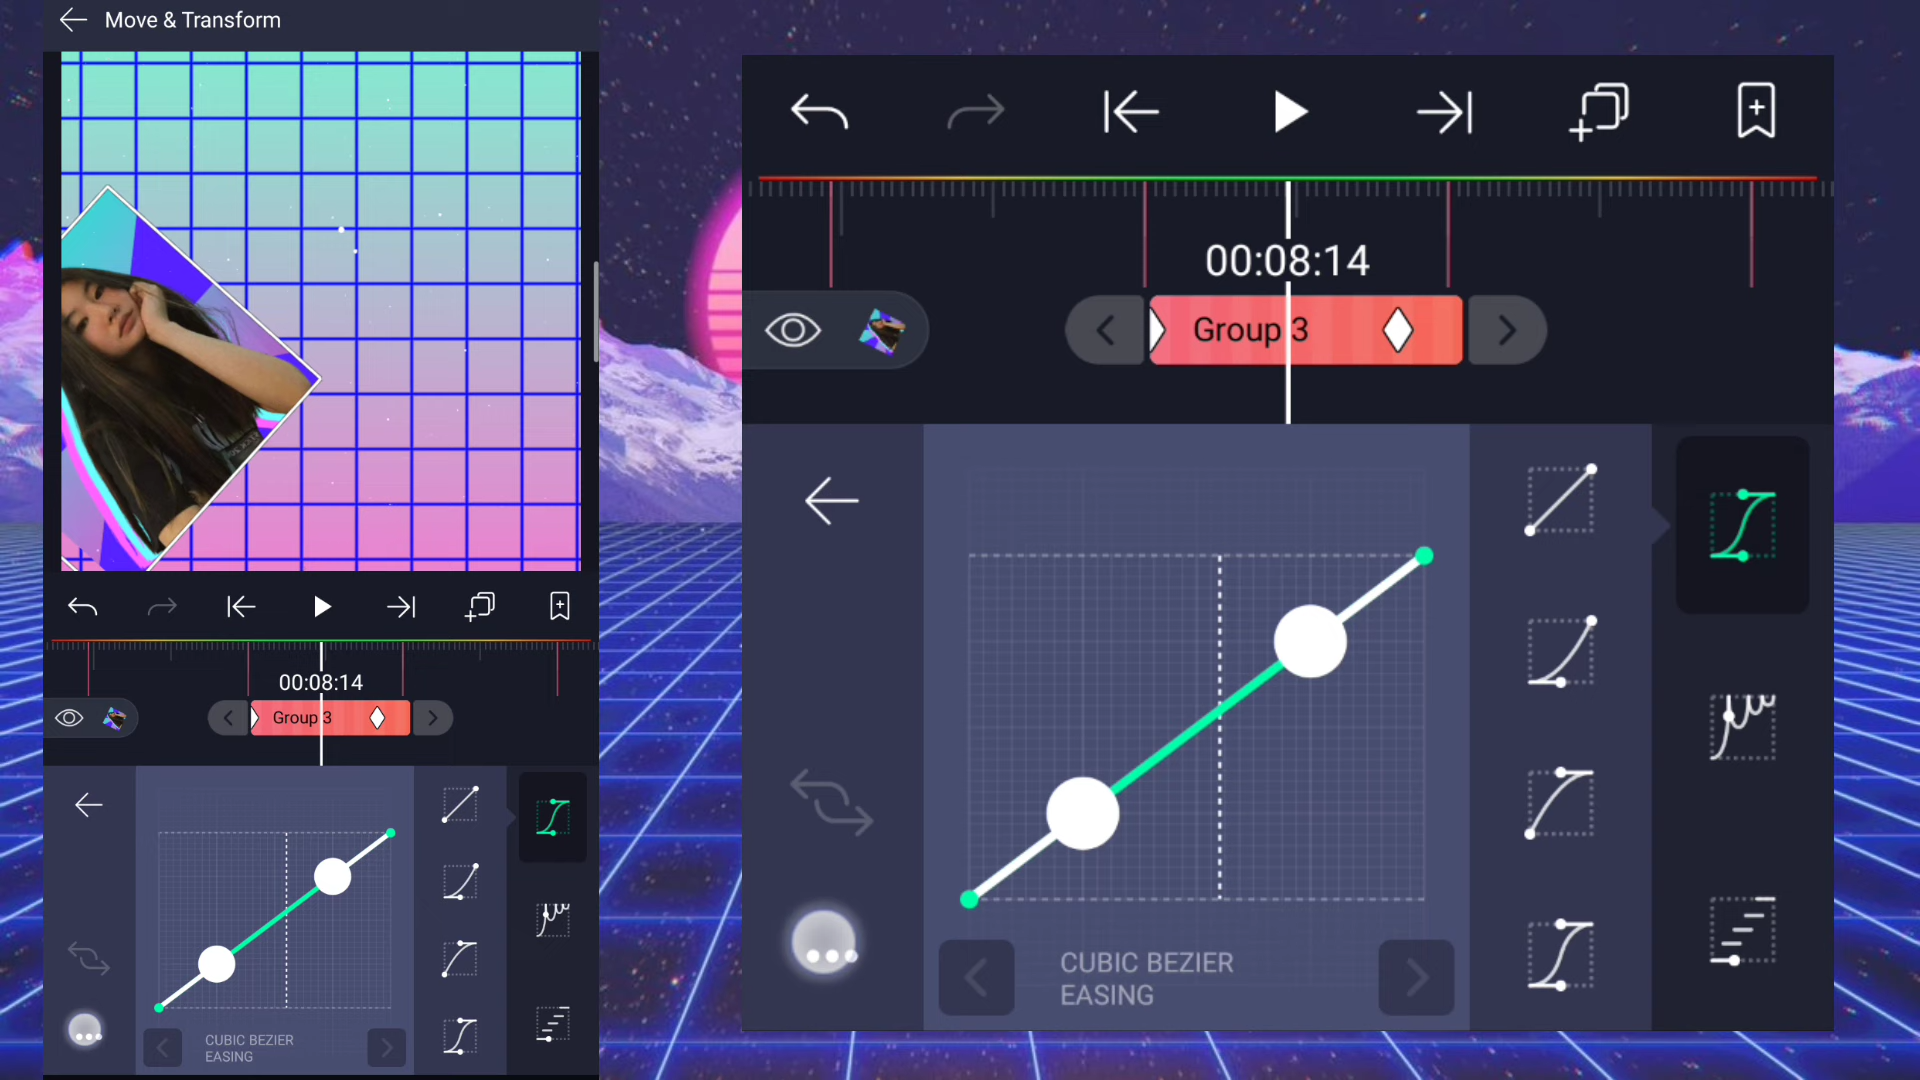 Move & Transform
00:08:14
Group 3
CUBIC BEZIER
EASING
00:08:14
Group 3
CUBIC BEZIER
EASING